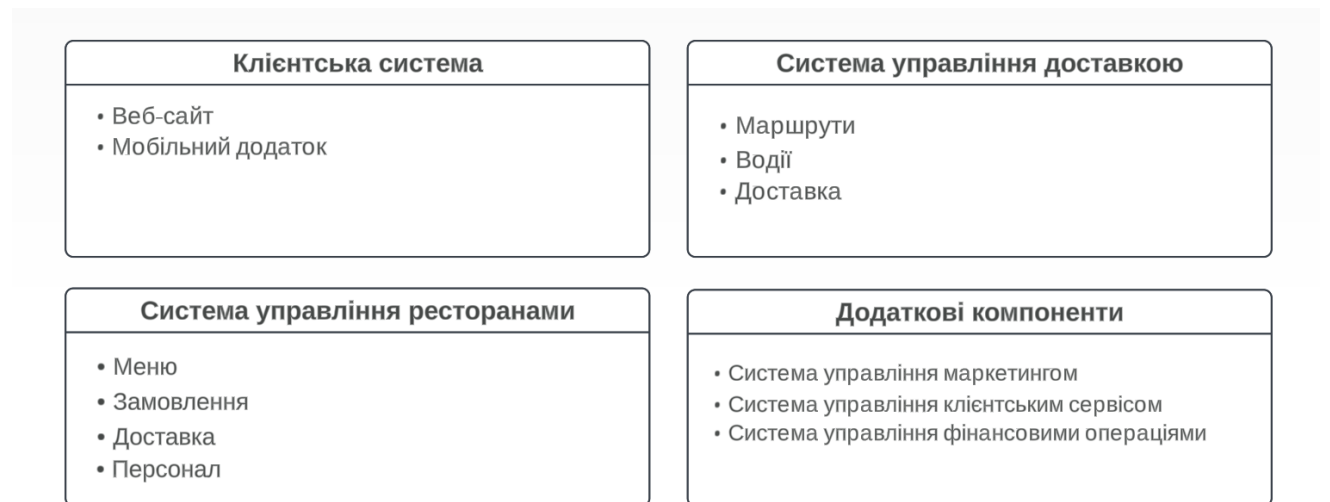 Клієнтська система
• Веб-сайт
• Мобільний додаток
Система управління доставкою
• Маршрути
• Водії
• Доставка
Система управління ресторанами
• Меню
• Замовлення
• Доставка
• Персонал
Додаткові компоненти
• Система управління маркетингом
• Система управління клієнтським сервісом
• Система управління фінансовими операціями